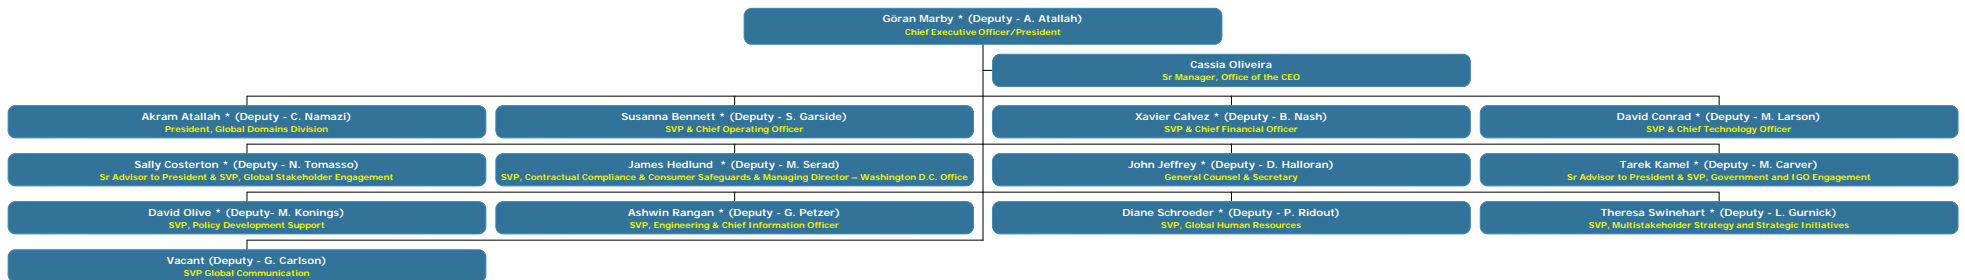 Göran Marby * (Deputy - A. Atallah)
Chief Executive Officer/President
Cassia Oliveira
Sr Manager, Office of the CEO
Akram Atallah * (Deputy - C. Namazi)
President, Global Domains Division
Susanna Bennett * (Deputy - S. Garside)
SVP & Chief Operating Officer
Xavier Calvez * (Deputy - B. Nash)
SVP & Chief Financial Officer
David Conrad * (Deputy - M. Larson)
SVP & Chief Technology Officer
Sally Costerton * (Deputy - N. Tomasso)
Sr Advisor to President & SVP, Global Stakeholder Engagement
James Hedlund  * (Deputy - M. Serad)
SVP, Contractual Compliance & Consumer Safeguards & Managing Director – Washington D.C. Office
John Jeffrey * (Deputy - D. Halloran)
General Counsel & Secretary
Tarek Kamel * (Deputy - M. Carver)
Sr Advisor to President & SVP, Government and IGO Engagement
David Olive * (Deputy- M. Konings)
SVP, Policy Development Support
Ashwin Rangan * (Deputy - G. Petzer)
SVP, Engineering & Chief Information Officer
Diane Schroeder * (Deputy - P. Ridout)
SVP, Global Human Resources
Theresa Swinehart * (Deputy - L. Gurnick)
SVP, Multistakeholder Strategy and Strategic Initiatives
Vacant (Deputy - G. Carlson)
SVP Global Communication